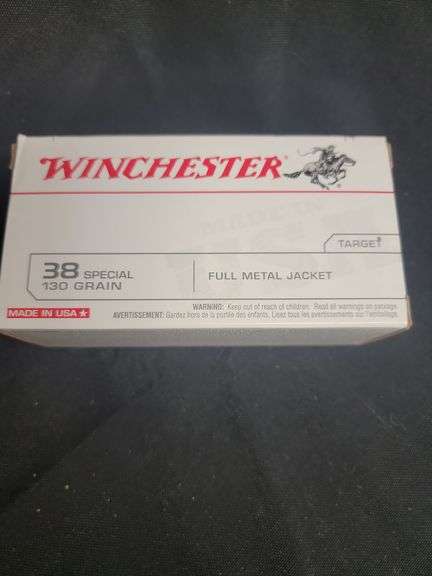 WINCHESTER
TARGET
38 SPECIAL
130 GRAIN
FULL METAL JACKET
MADE IN USA
WARNING: Keep out of reach of children. Read all warnings on package.
AVERTISSEMENT: Gardez hors de la portée des enfants. Lisez tous les avertissements sur l'emballage.